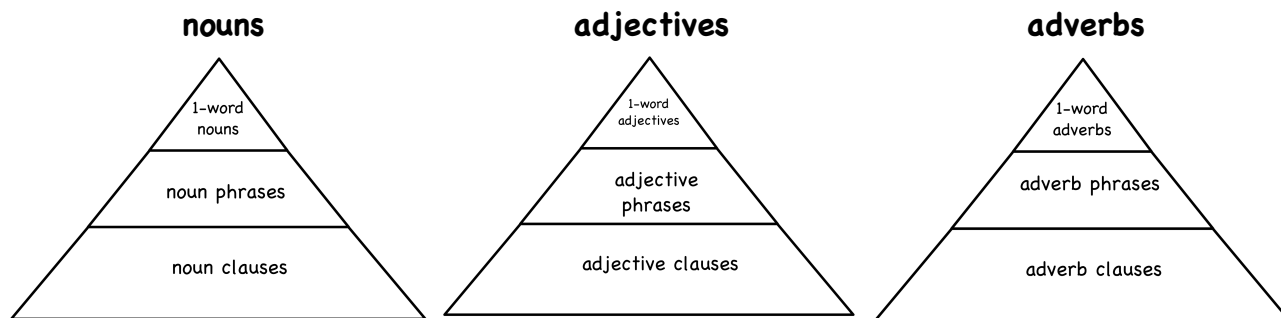 nouns
1-word
nouns
noun phrases
noun clauses
adjectives
1-word
adjectives
adjective
phrases
adjective clauses
adverbs
1-word
adverbs
adverb phrases
adverb clauses